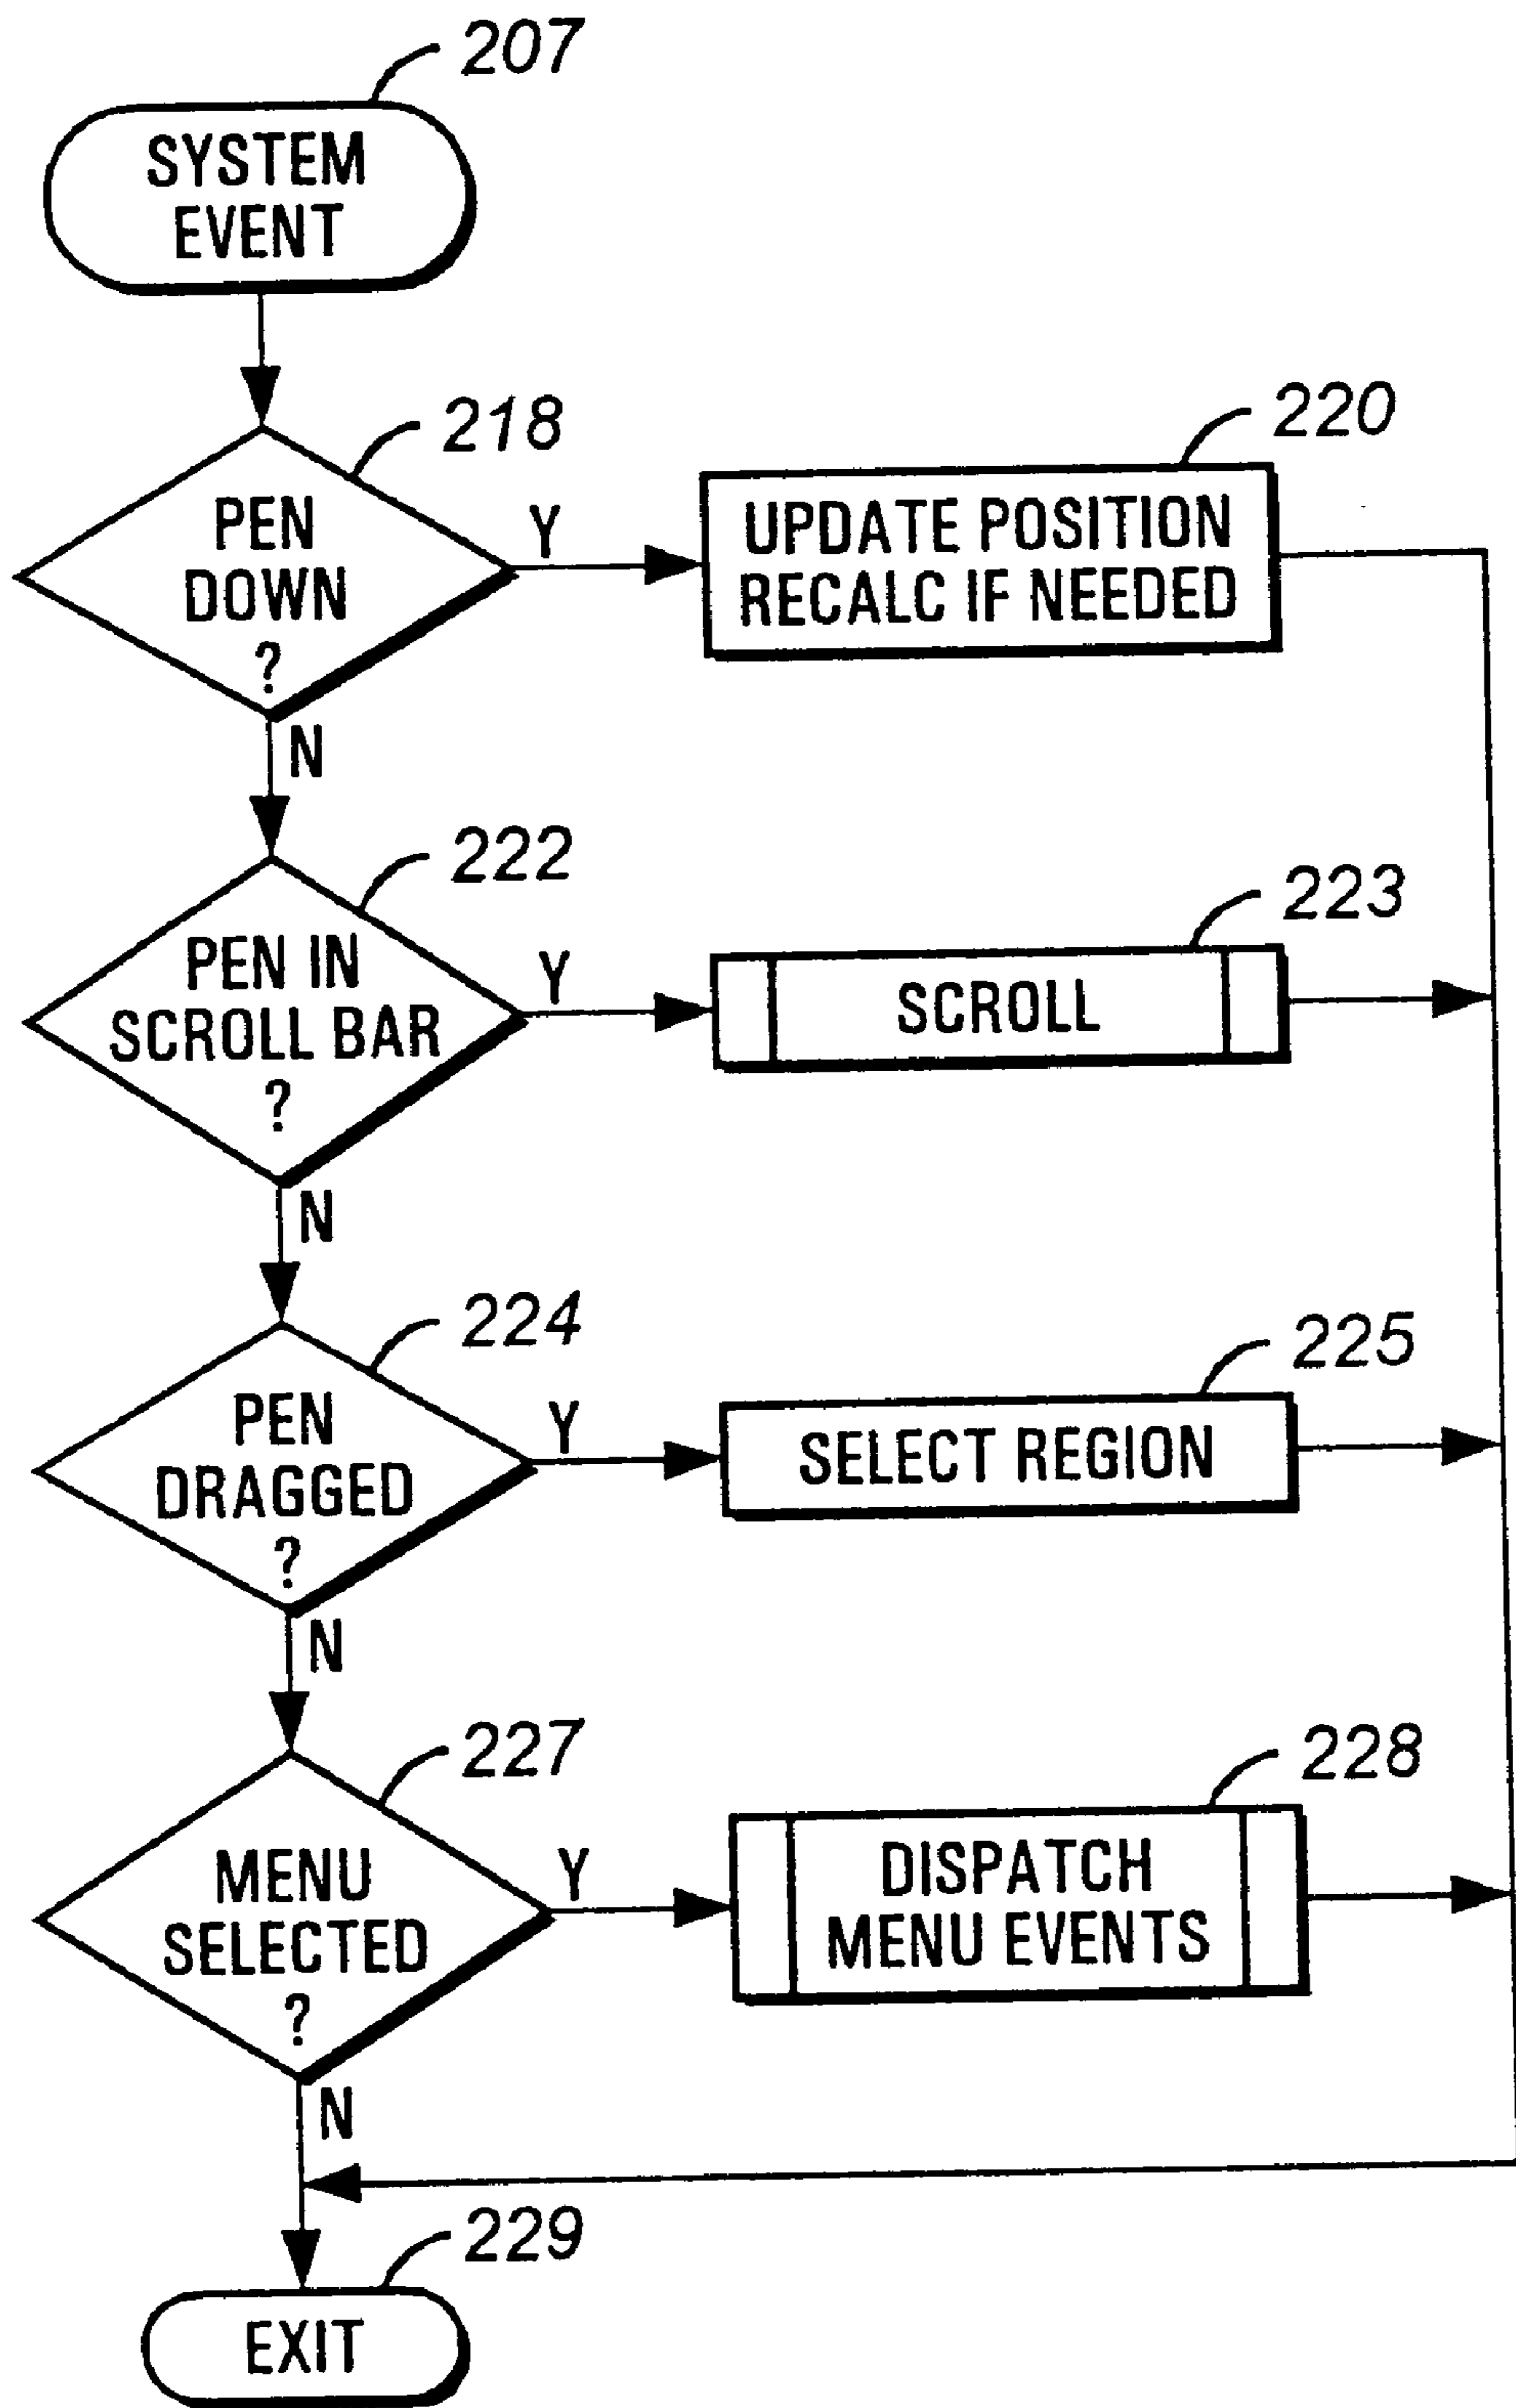 207
SYSTEM
EVENT
218
PEN
DOWN
?
Y
N
220
UPDATE POSITION
RECALC IF NEEDED
222
PEN IN
SCROLL BAR
?
Y
N
223
SCROLL
224
PEN
DRAGGED
?
Y
N
225
SELECT REGION
227
MENU
SELECTED
?
Y
N
228
DISPATCH
MENU EVENTS
229
EXIT